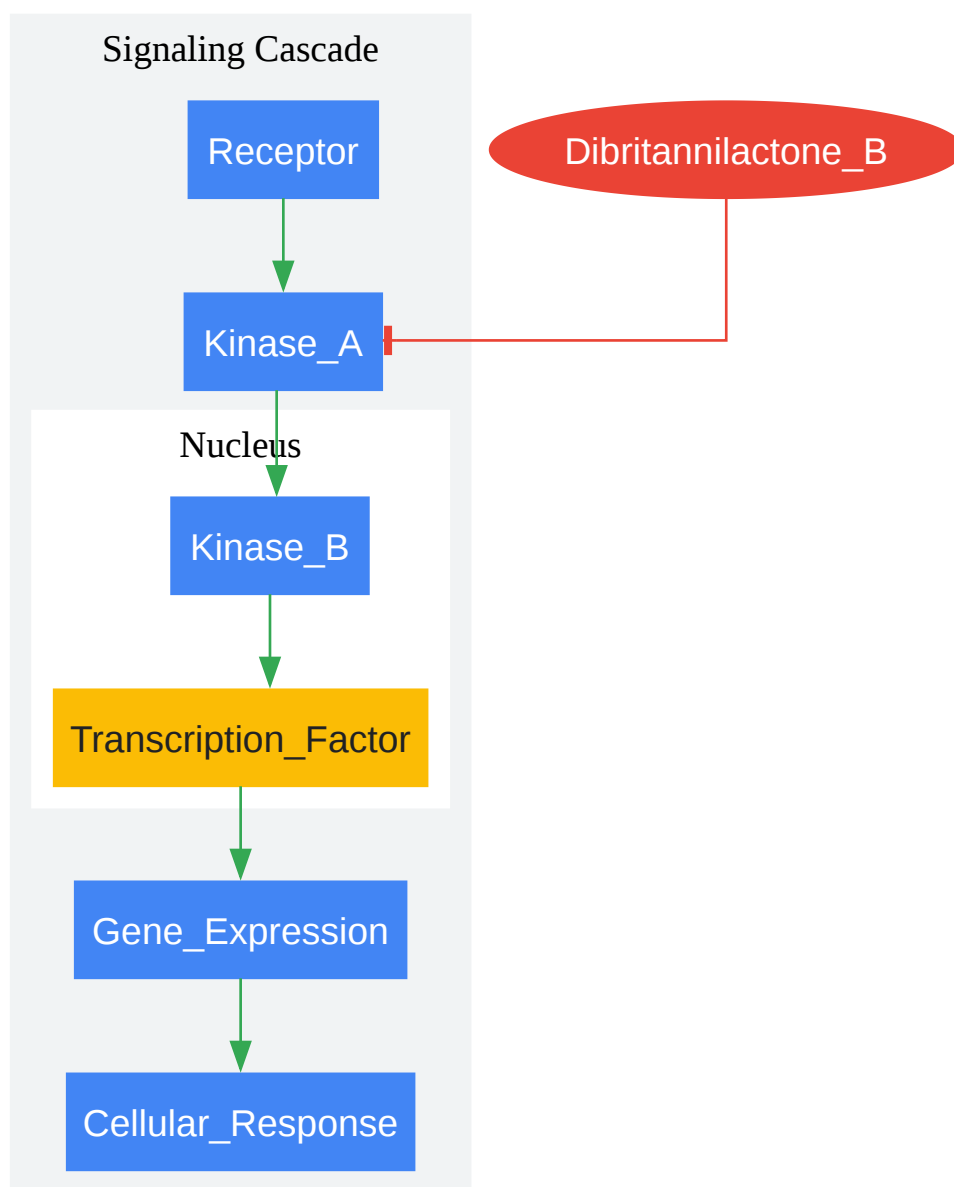 Signaling Cascade
Receptor
Dibritannilactone_B
Kinase_A
Nucleus
Kinase_B
Transcription_Factor
Gene_Expression
Cellular_Response